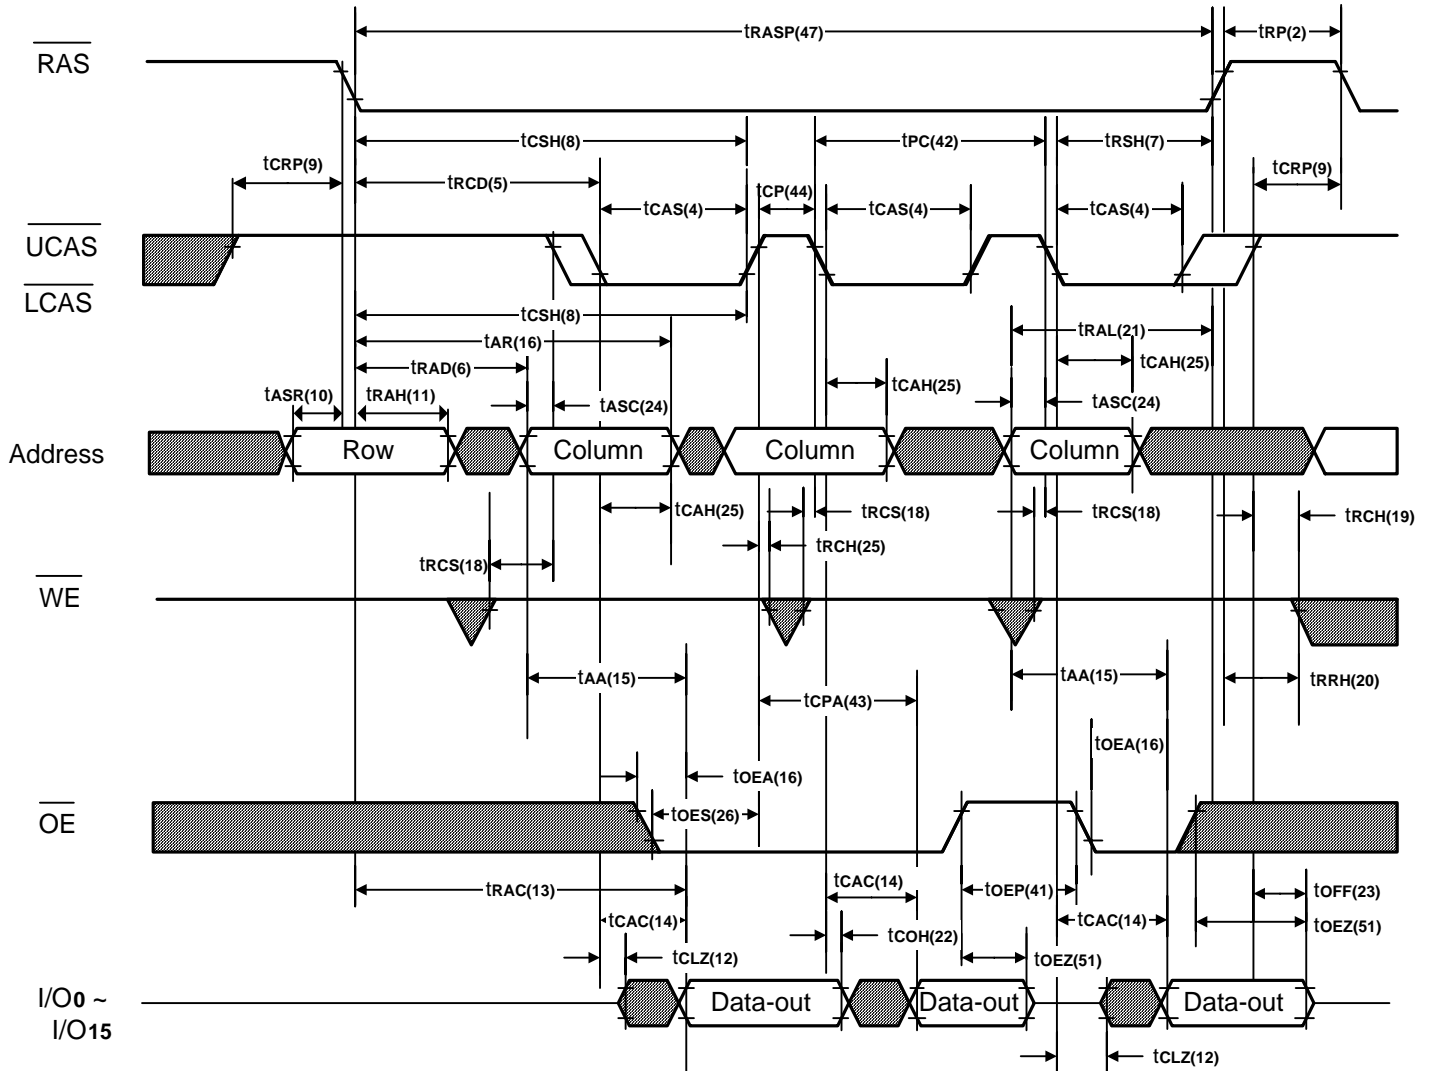 tRASP(47) tRP(2)
RAS
tCSH(8) tPC(42) tRSH(7)
tCRP(9) tRCD(5) tCP(44) tCRP(9)
tCAS(4) tCAS(4) tCAS(4)
UCAS
LCAS
tCSH(8)
tAR(16) tRAL(21)
tRAD(6) tCAH(25) tCAH(25)
tASR(10) tRAH(11) tASC(24) tASC(24)
Address Row Column Column Column
tCAH(25) tRCS(18) tRCS(18) tRCH(19)
tRCS(18) tRCH(25)
WE
tAA(15) tAA(15) tRRH(20)
tCPA(43)
tOEA(16)
tOEA(16)
OE tOES(26)
tRAC(13) tCAC(14) tOEP(41) tOFF(23)
tCAC(14) tCOH(22) tCAC(14) tOEZ(51)
tCLZ(12) tOEZ(51)
I/O0 ~ Data-out Data-out Data-out
I/O15
tCLZ(12)